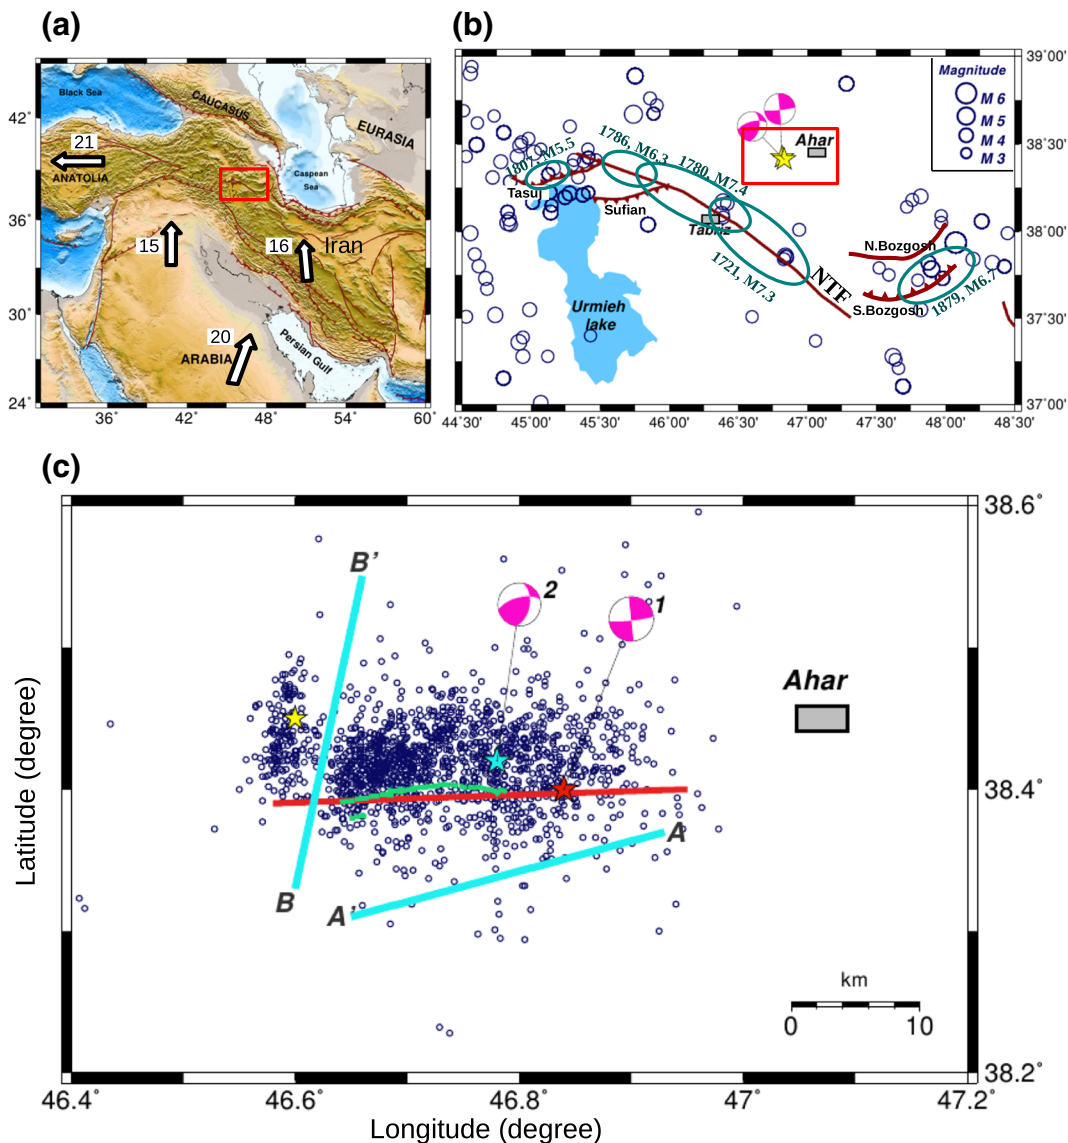 (a)
Black Sea
CAUCASUS
EURASIA
42°
21
ANATOLIA
Caspean
Sea
36°
15
16
Iran
30°
20
ARABIA
Persian Gulf
24°
36°
42°
48°
54°
60°
(b)
39°00'
Magnitude
M 6
M 5
M 4
M 3
1786, M6.3
1807, M5.5
1780, M7.4
Ahar
38°30'
Tasuj
Sufian
1
Tabriz
38°00'
N.Bozgosh
1721, M7.3
NTF
1879, M6.7
S.Bozgosh
Urmieh
lake
37°30'
37°00'
44°30'
45°00'
45°30'
46°00'
46°30'
47°00'
47°30'
48°00'
48°30'
(c)
38.6°
B’
2
1
Ahar
38.4°
A
B
A’
km
0
10
38.2°
46.4°
46.6°
46.8°
47°
47.2°
Latitude (degree)
Longitude (degree)